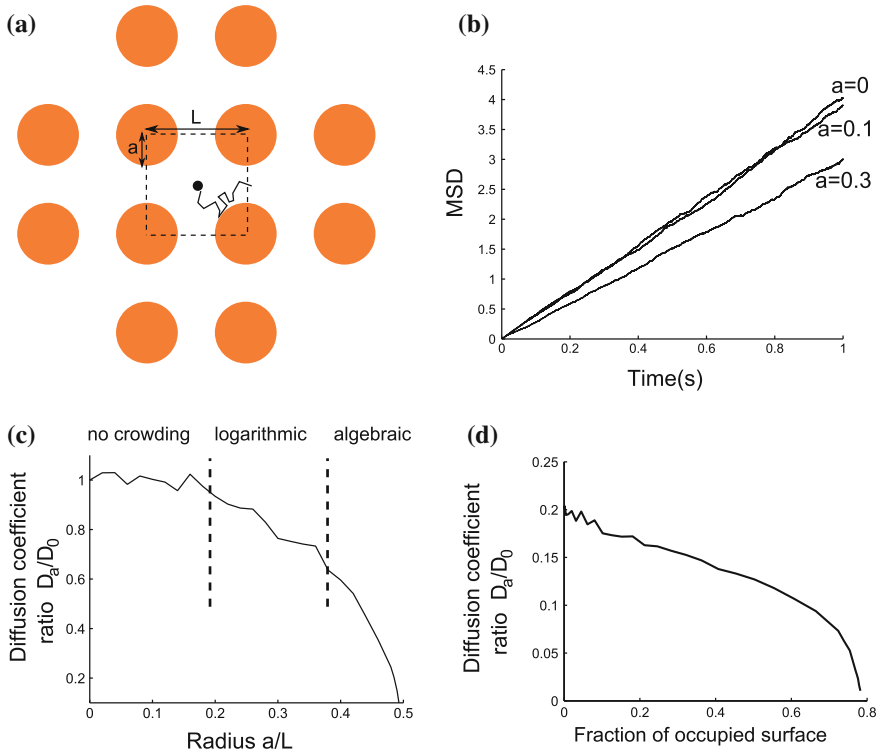 (a)
L
a
(b)
4.5
4
3.5
3
2.5
2
1.5
1
0.5
0
MSD
a=0
a=0.1
a=0.3
0
0.2
0.4
0.6
0.8
1
Time(s)
(c)
no crowding
logarithmic
algebraic
Diffusion coefficient
ratio Dₐ/D₀
1
0.8
0.6
0.4
0.2
0
0.1
0.2
0.3
0.4
0.5
Radius a/L
(d)
Diffusion coefficient
ratio Dₐ/D₀
0.25
0.2
0.15
0.1
0.05
0
0
0.2
0.4
0.6
0.8
Fraction of occupied surface